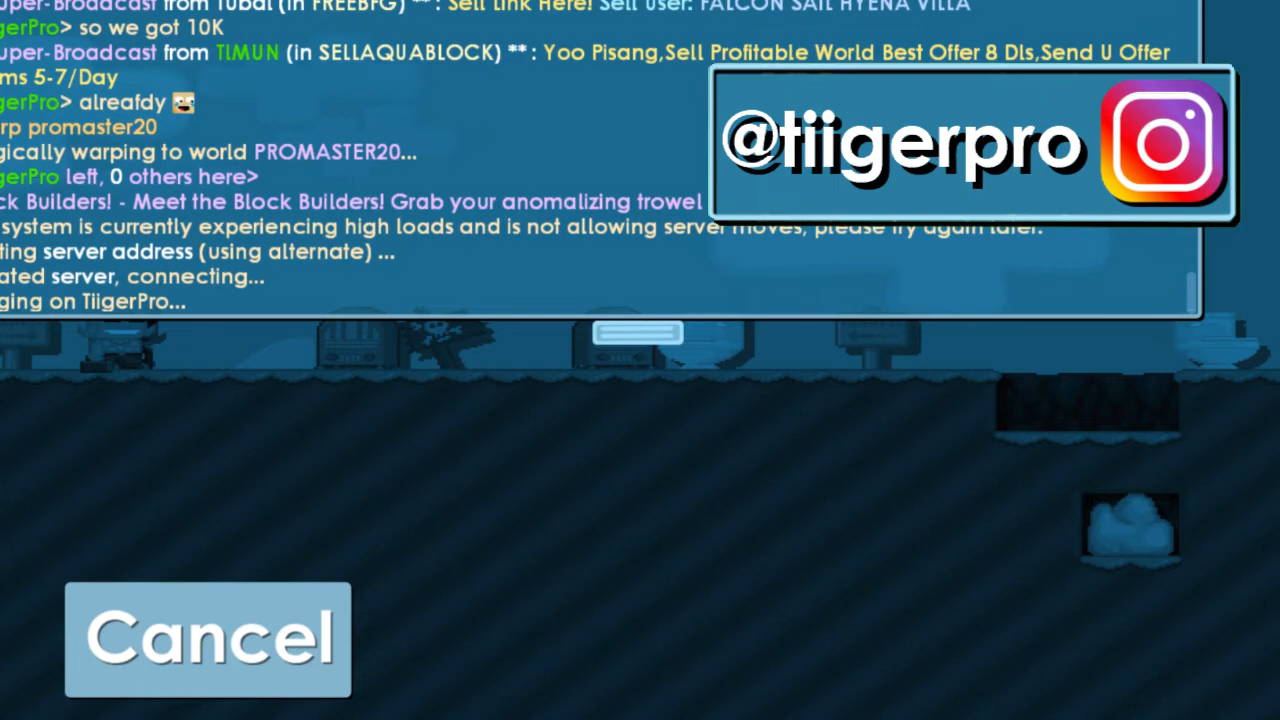 uper-Broadcast from Tubal (in FREEBFG) ** : Sell Link Here! Sell user: FALCON SAIL HYENA VILLA
gerPro> so we got 10K
uper-Broadcast from TLMUN (in SELLAQUABLOCK) ** : Yoo Pisang,Sell Profitable World Best Offer 8 Dls,Send U Offer
ms 5-7/Day
gerPro> alreafdy
rp promaster20
gically warping to world PROMASTER20...
gerPro left, 0 others here>
ck Builders! - Meet the Block Builders! Grab your anomalizing trowel
system is currently experiencing high loads and is not allowing server moves, please try again later.
ting server address (using alternate) ...
ated server, connecting...
ging on TiigerPro...
@tiigerpro
Cancel